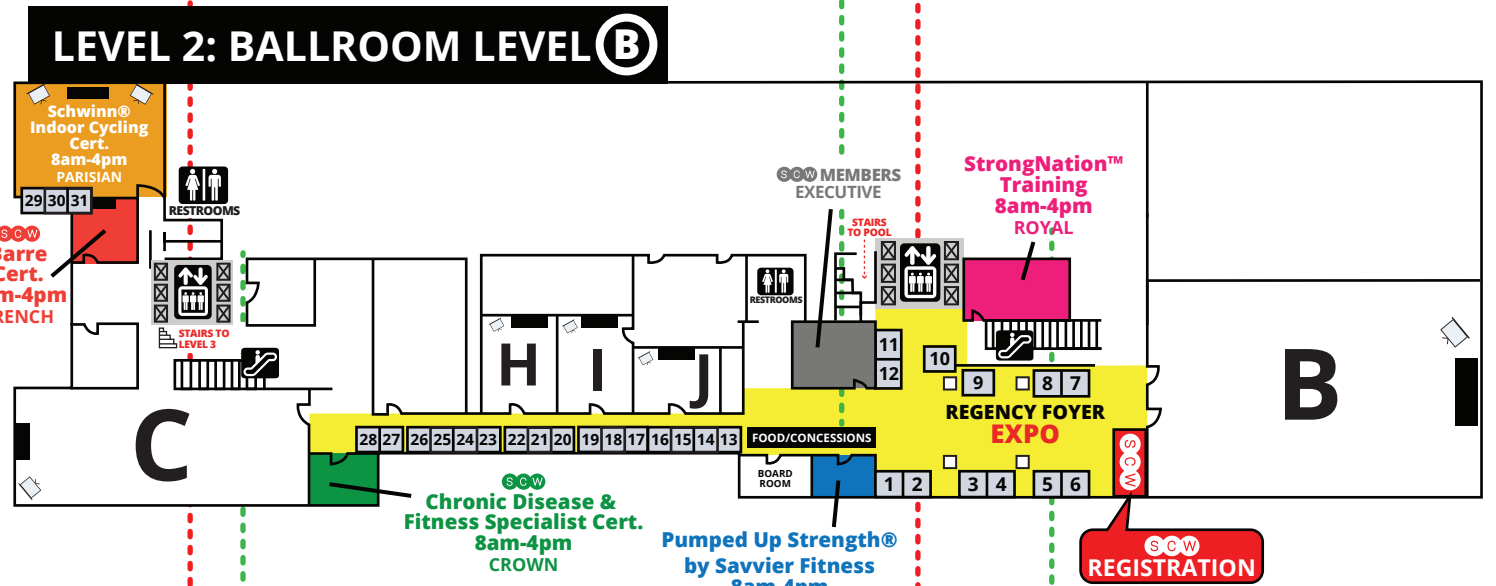 LEVEL 2: BALLROOM LEVEL B
Schwinn®
Indoor Cycling
Cert.
8am-4pm
PARISIAN
29 30 31
RESTROOMS
SCW
Barre
Cert.
m-4pm
RENCH
STAIRS TO
LEVEL 3
C
28 27 26 25 24 23 22 21 20 19 18 17 16 15 14 13
H
I
J
RESTROOMS
SCW MEMBERS
EXECUTIVE
STAIRS
TO POOL
StrongNation™
Training
8am-4pm
ROYAL
11
12
10
9
8 7
REGENCY FOYER
EXPO
FOOD/CONCESSIONS
BOARD
ROOM
1 2
3 4
5 6
SCW
B
SCW
Chronic Disease &
Fitness Specialist Cert.
8am-4pm
CROWN
Pumped Up Strength®
by Savvier Fitness
8am-4pm
SCW
REGISTRATION